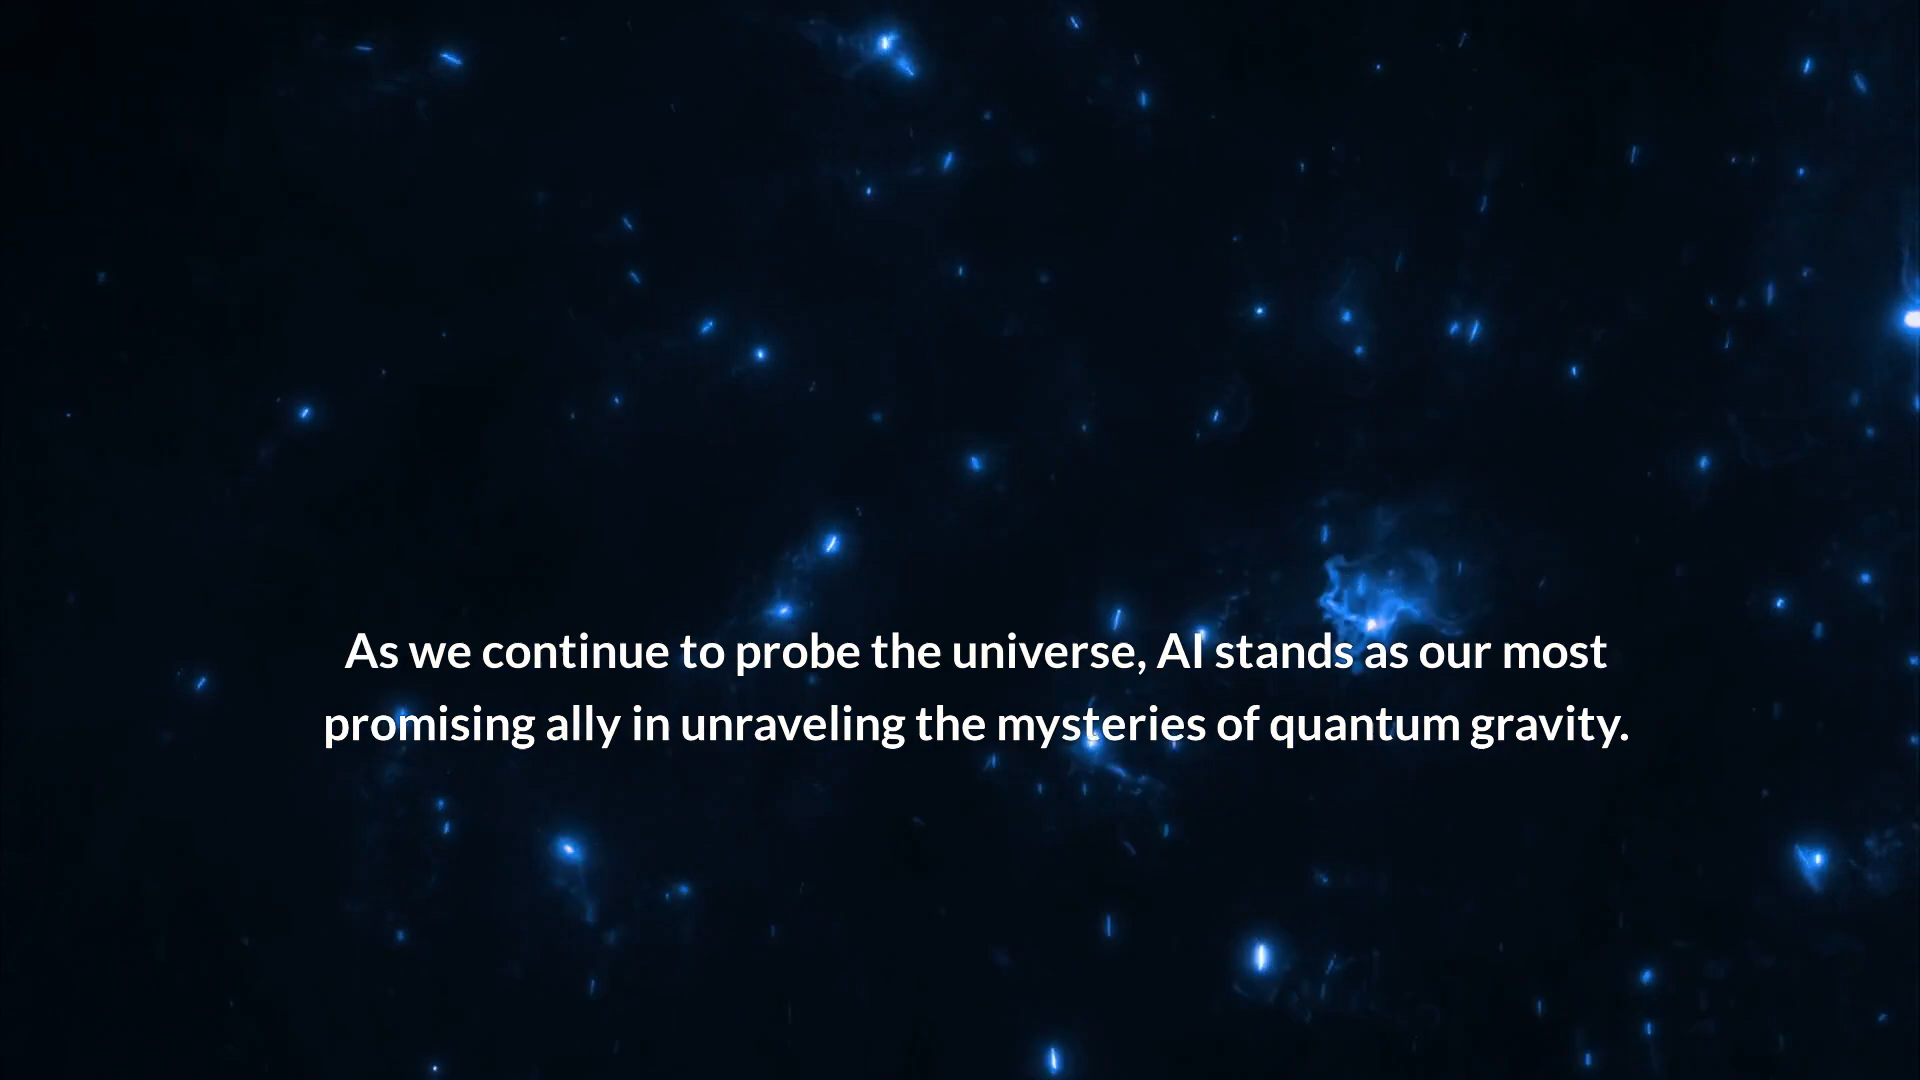 As we continue to probe the universe, AI stands as our most
promising ally in unraveling the mysteries of quantum gravity.